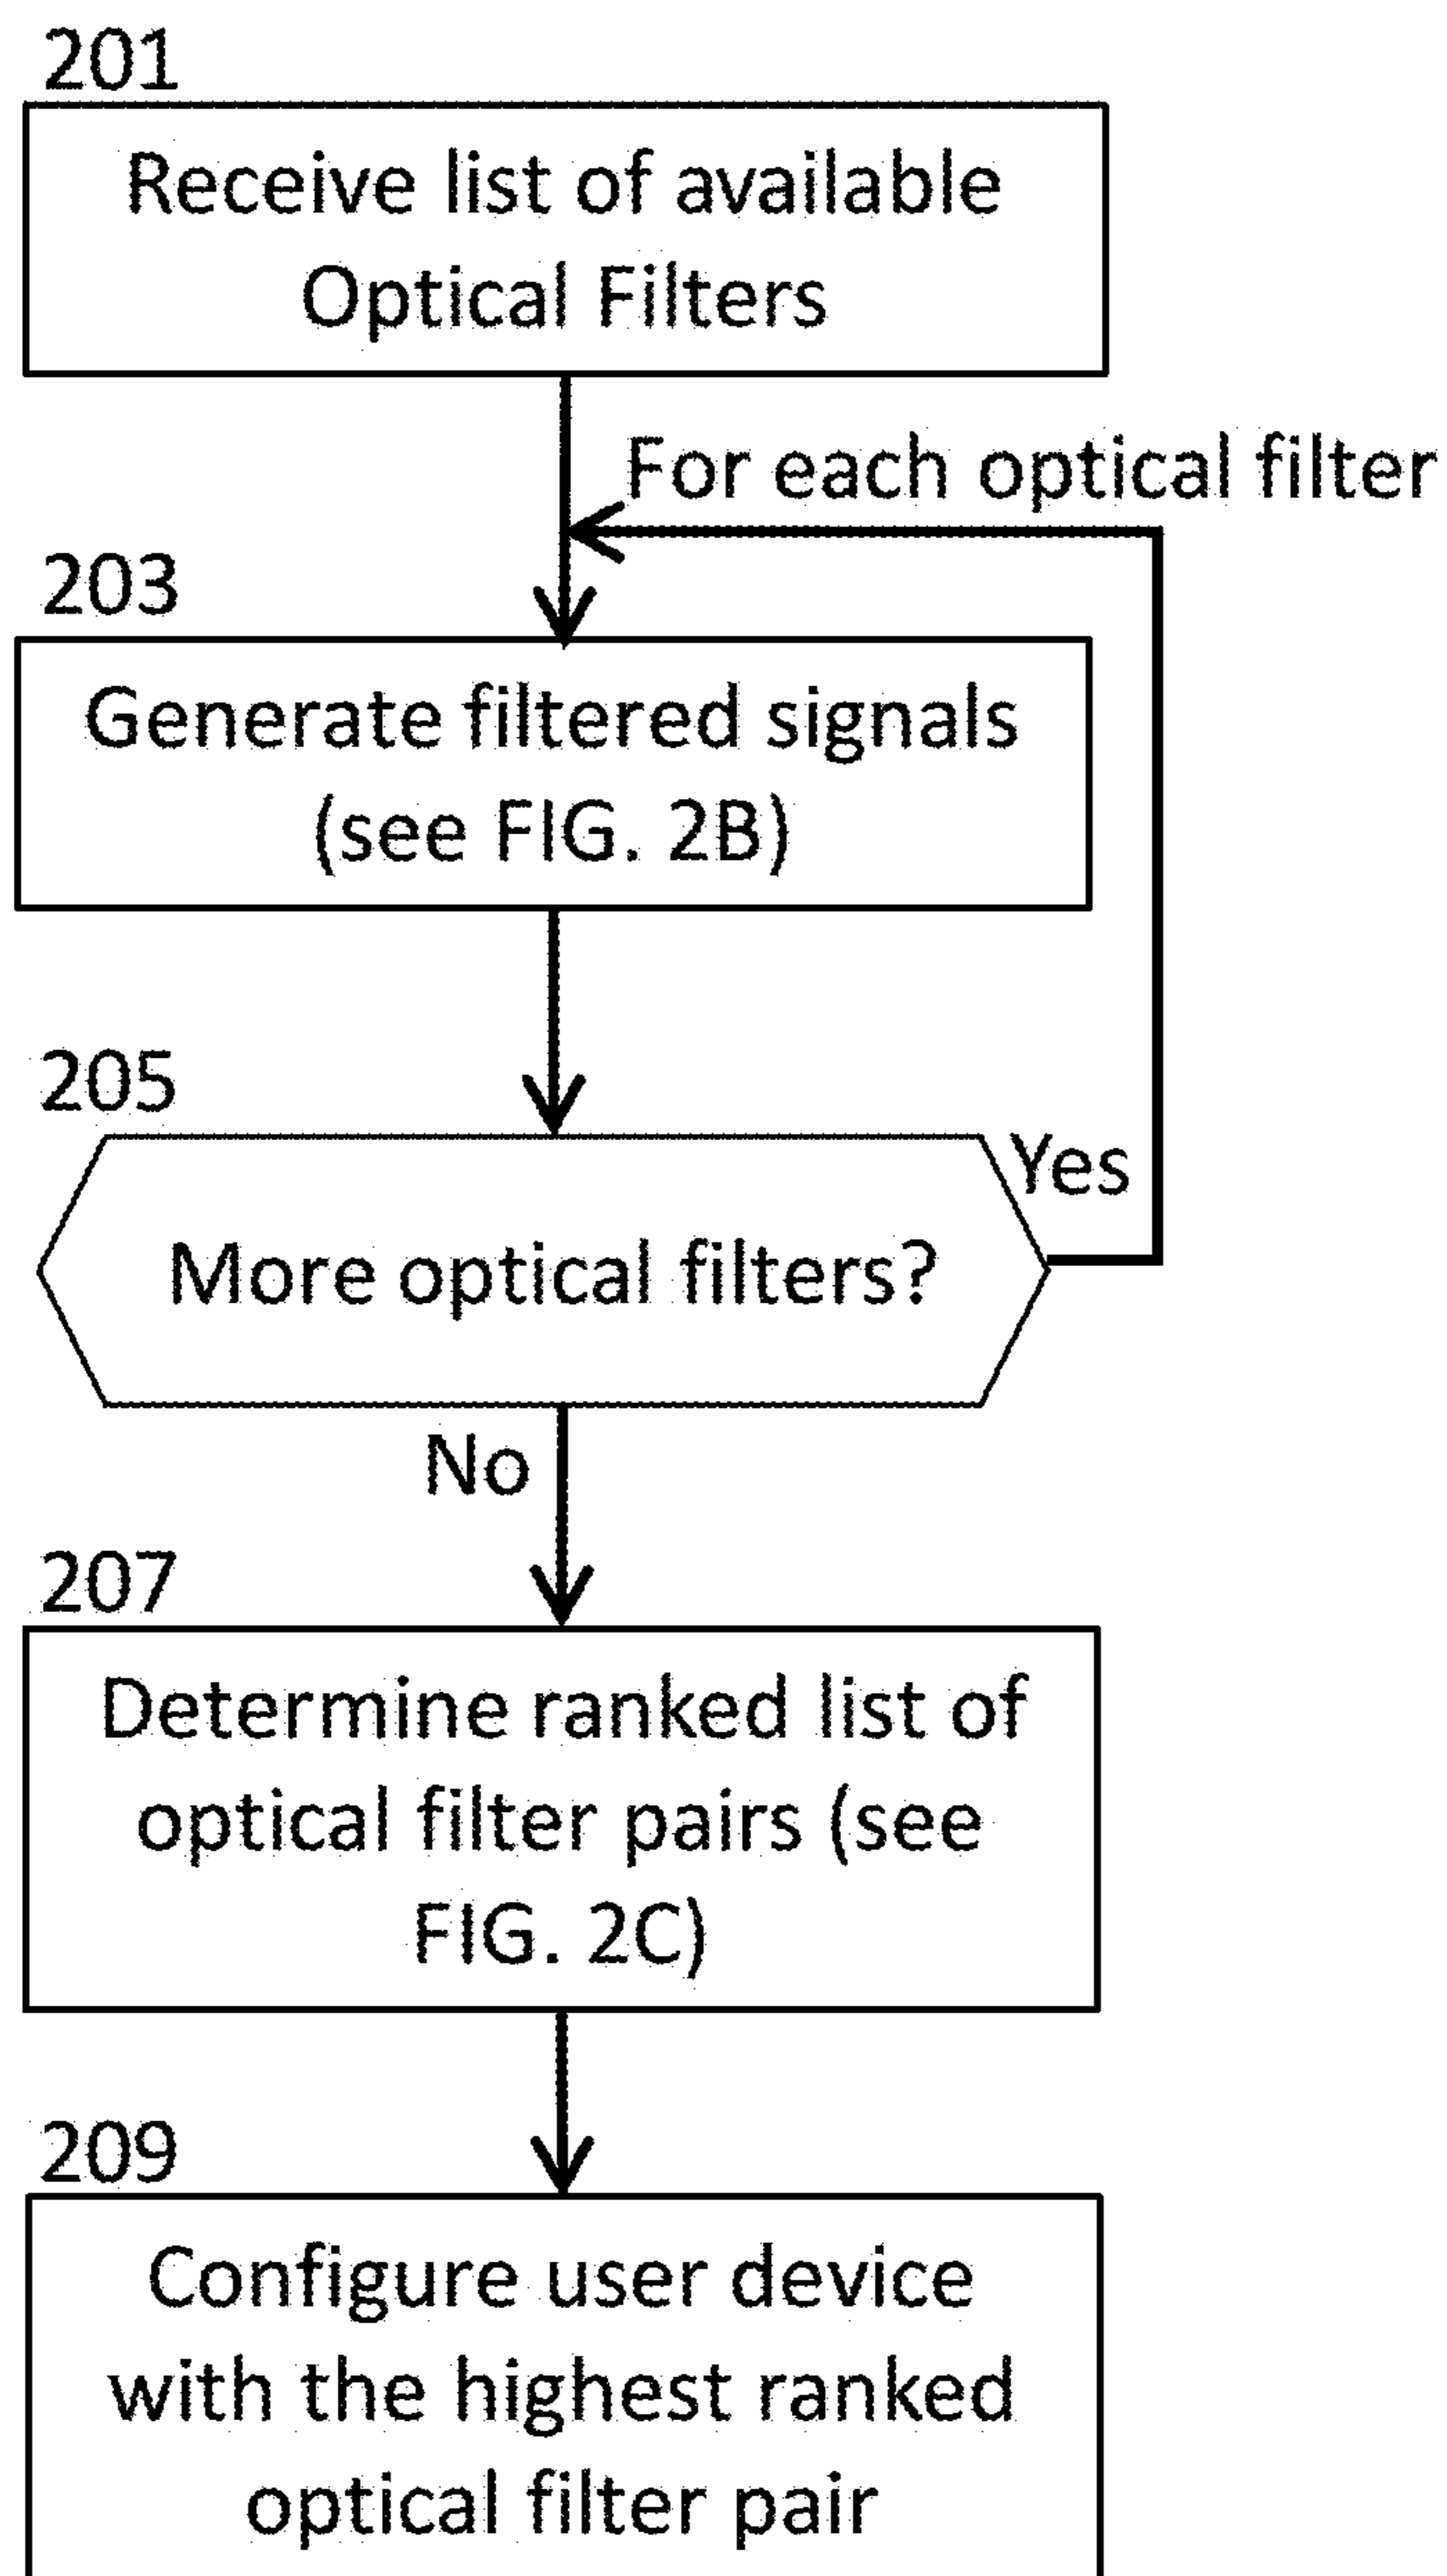 201
Receive list of available
Optical Filters
For each optical filter
203
Generate filtered signals
(see FIG. 2B)
205
Yes
More optical filters?
No
207
Determine ranked list of
optical filter pairs (see
FIG. 2C)
209
Configure user device
with the highest ranked
optical filter pair